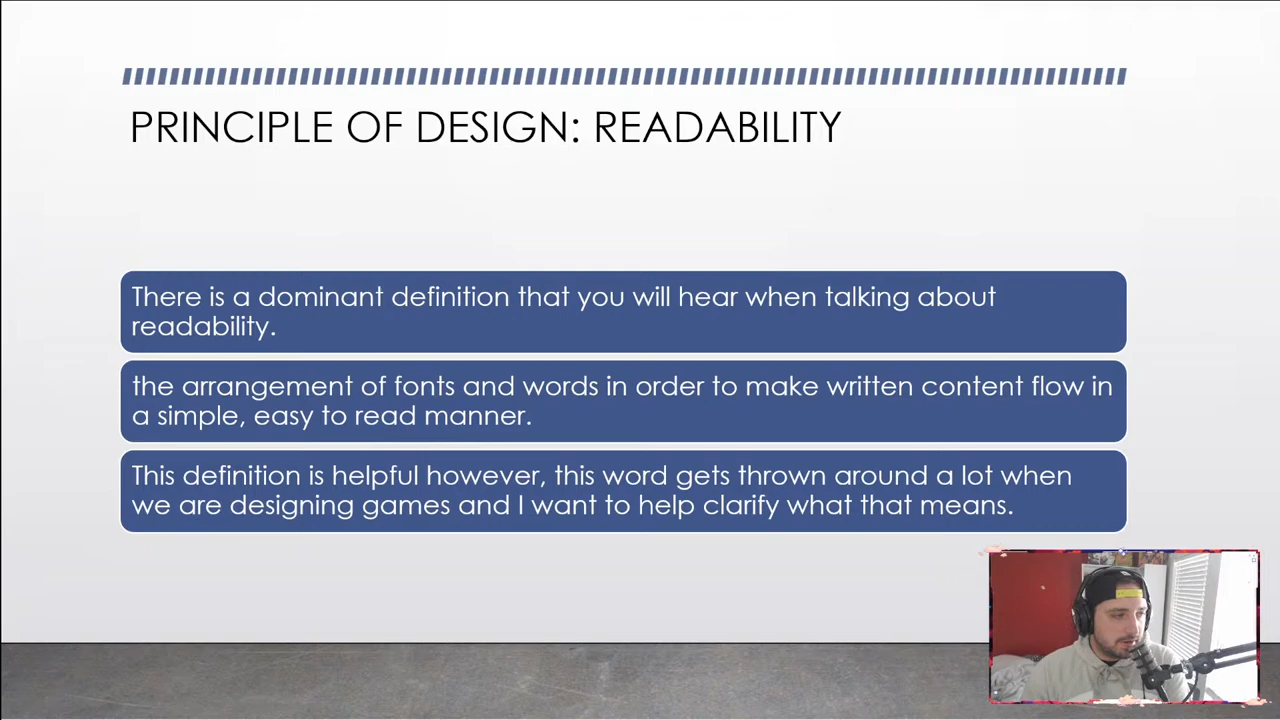 PRINCIPLE OF DESIGN: READABILITY
There is a dominant definition that you will hear when talking about
readability.
the arrangement of fonts and words in order to make written content flow in
a simple, easy to read manner.
This definition is helpful however, this word gets thrown around a lot when
we are designing games and I want to help clarify what that means.